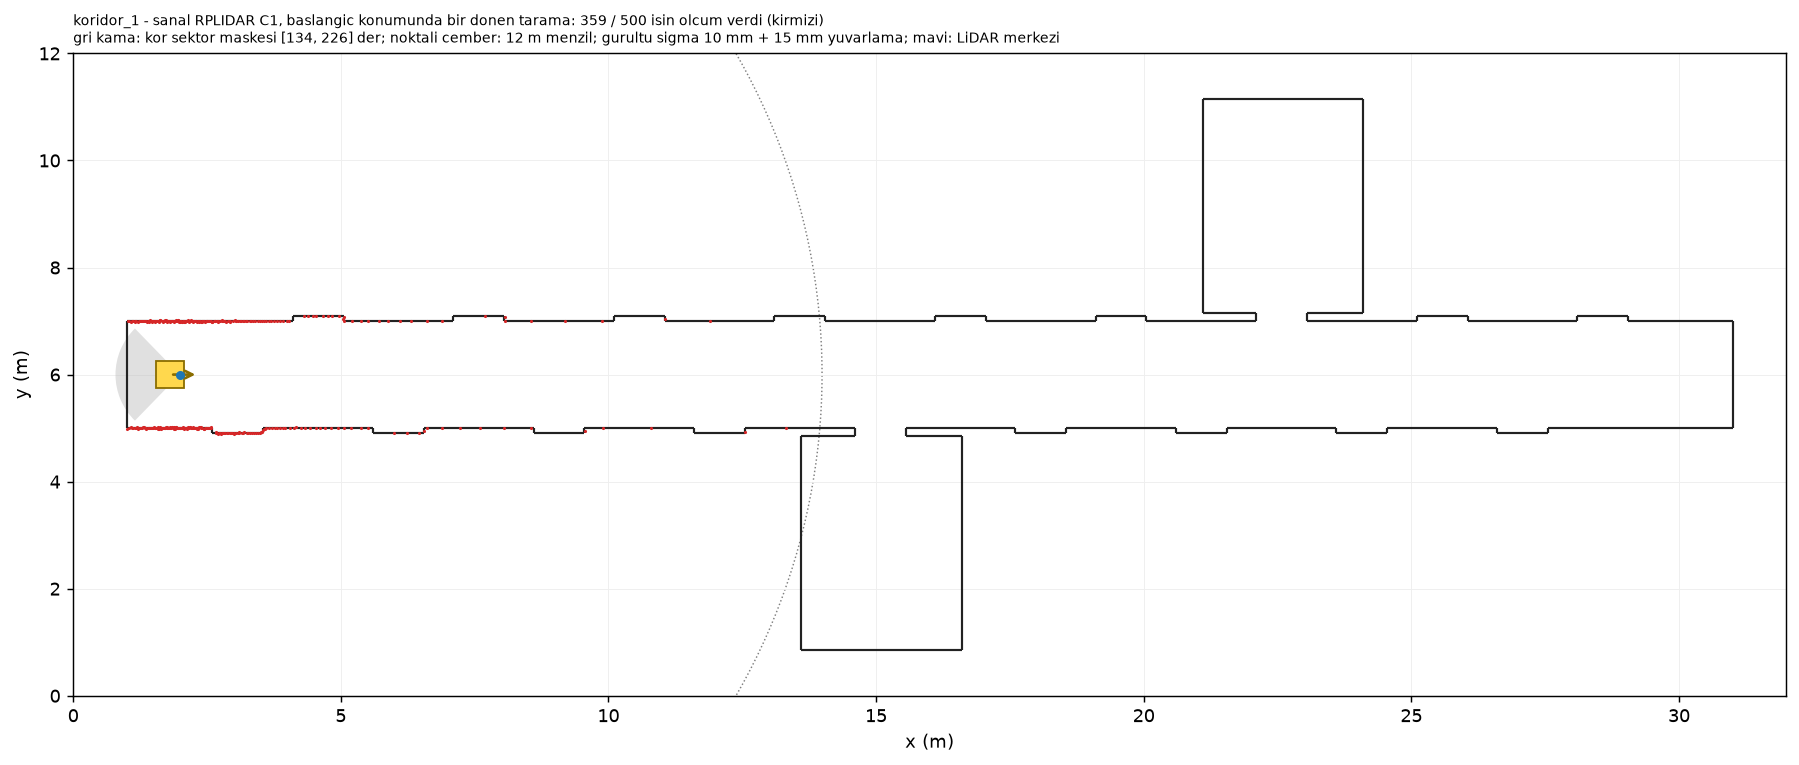 koridor_1 - sanal RPLIDAR C1, baslangic konumunda bir donen tarama: 359 / 500 isin olcum verdi (kirmizi)
gri kama: kor sektor maskesi [134, 226] der; noktali cember: 12 m menzil; gurultu sigma 10 mm + 15 mm yuvarlama; mavi: LiDAR merkezi
12
10
8
6
4
2
0
y (m)
0 5 10 15 20 25 30
x (m)